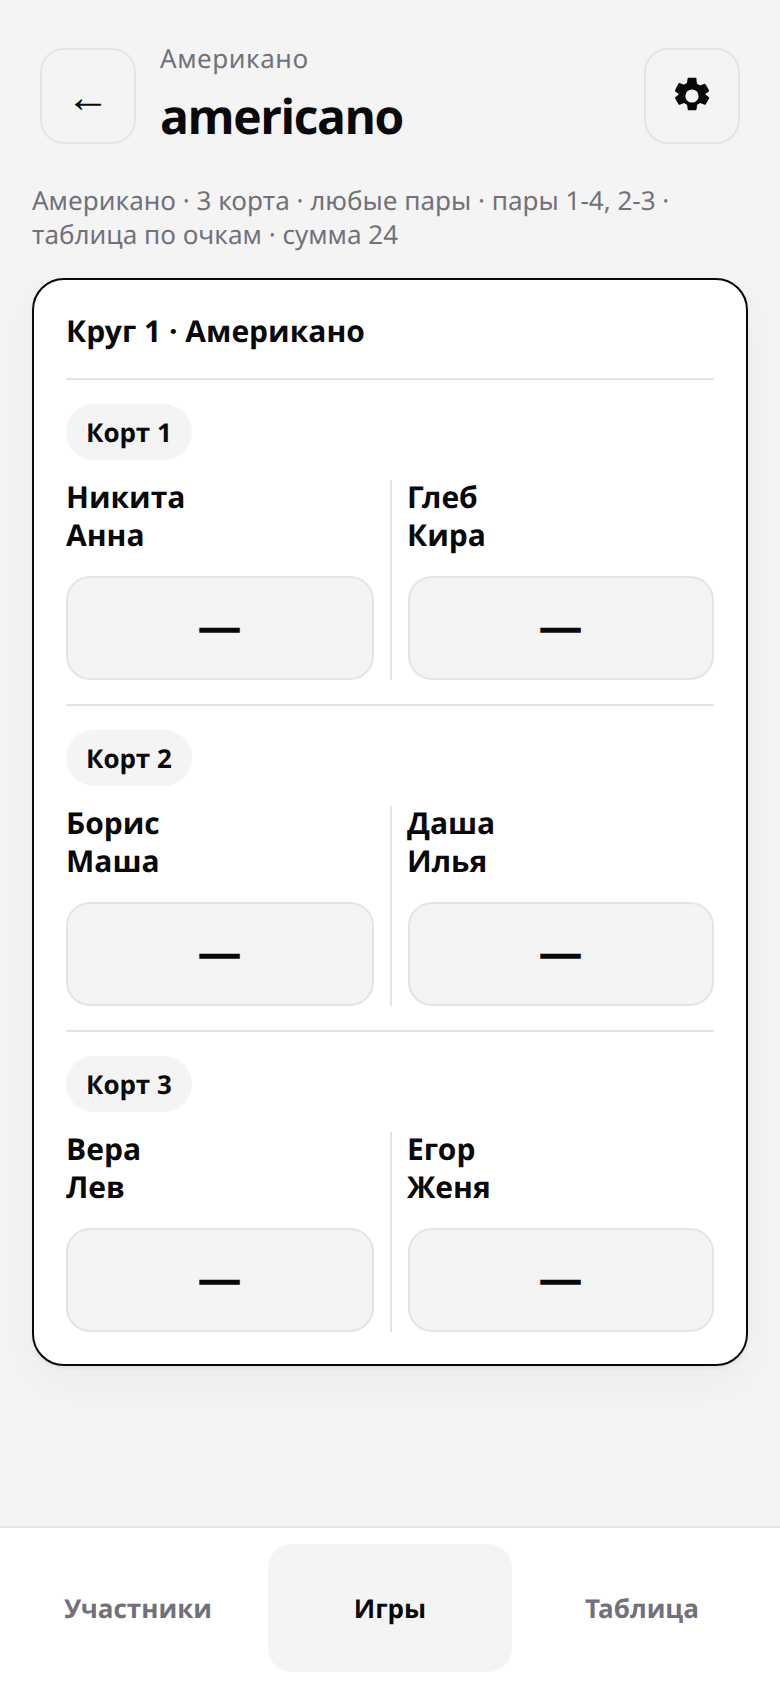 ←
Американо
americano
Американо · 3 корта · любые пары · пары 1-4, 2-3 ·
таблица по очкам · сумма 24
Круг 1 · Американо
Корт 1
Никита
Анна
Глеб
Кира
—
—
Корт 2
Борис
Маша
Даша
Илья
—
—
Корт 3
Вера
Лев
Егор
Женя
—
—
Участники
Игры
Таблица